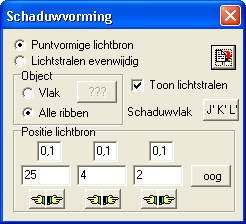 Schaduwvorming
Puntvormige lichtbron
Lichtstralen evenwijdig
Object
Vlak ???
Toon lichtstralen
Alle ribben
Schaduwvlak J' K' L'
Positie lichtbron
0,1 0,1 0,1
25 4 2 oog